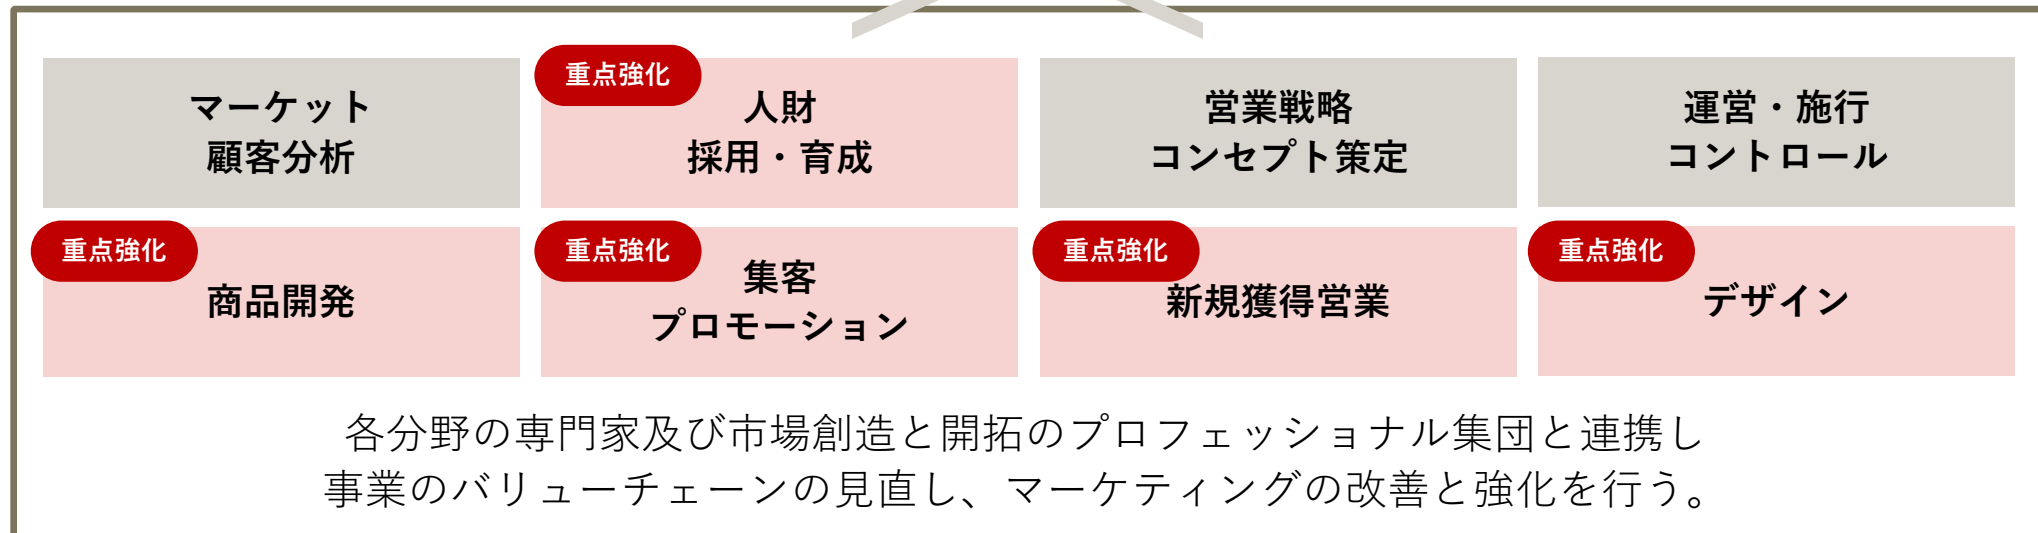 マーケット
顧客分析
重点強化
人財
採用・育成
営業戦略
コンセプト策定
運営・施行
コントロール
重点強化
商品開発
重点強化
集客
プロモーション
重点強化
新規獲得営業
重点強化
デザイン
各分野の専門家及び市場創造と開拓のプロフェッショナル集団と連携し
事業のバリューチェーンの見直し、マーケティングの改善と強化を行う。